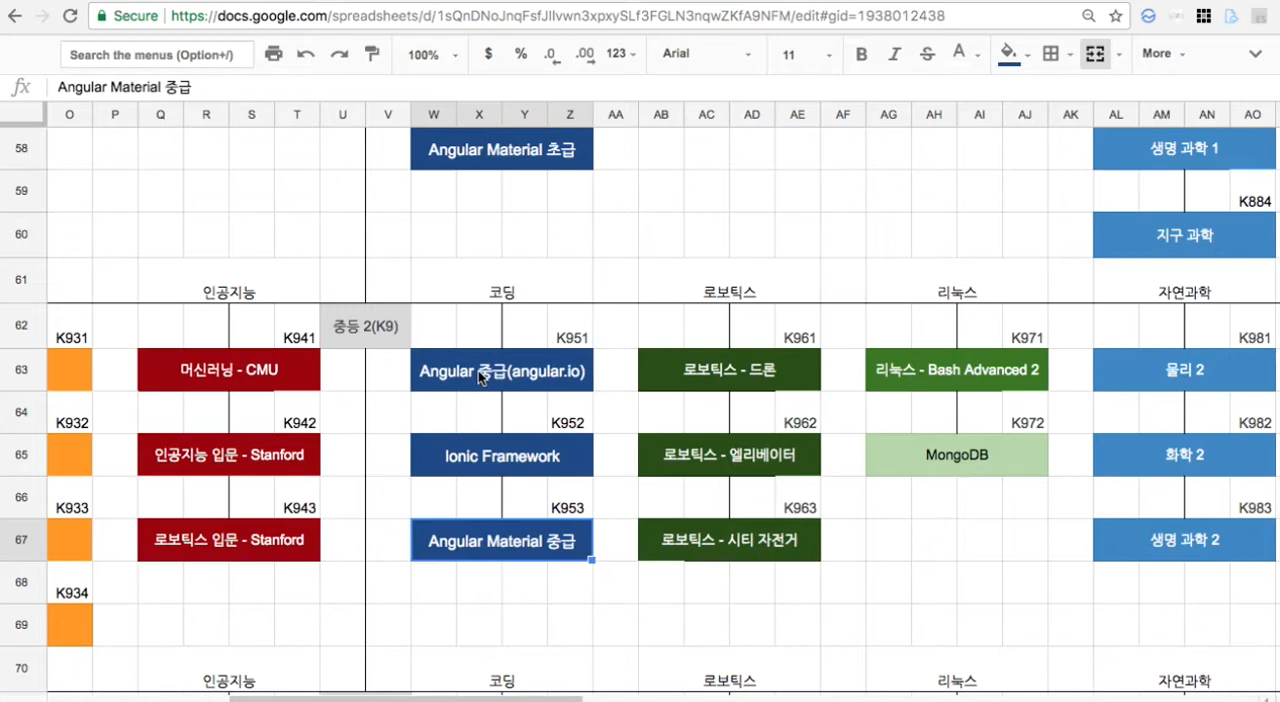 Secure https://docs.google.com/spreadsheets/d/1sQnDNoJnqFsfJIlvwn3xpxySLf3FGLN3nqwZKfA9NFM/edit#gid=1938012438
Search the menus (Option+/) 100% $ % .0 .00 123 Arial 11 B I S A More
fx Angular Material 중급
O P Q R S T U V W X Y Z AA AB AC AD AE AF AG AH AI AJ AK AL AM AN AO
58 Angular Material 초급 생명 과학 1
59 K884
60 지구 과학
61 인공지능 코딩 로보틱스 리눅스 자연과학
62 K931 K941 중등 2(K9) K951 K961 K971 K981
63 머신러닝 - CMU Angular 중급(angular.io) 로보틱스 - 드론 리눅스 - Bash Advanced 2 물리 2
64 K932 K942 K952 K962 K972 K982
65 인공지능 입문 - Stanford Ionic Framework 로보틱스 - 엘리베이터 MongoDB 화학 2
66 K933 K943 K953 K963 K983
67 로보틱스 입문 - Stanford Angular Material 중급 로보틱스 - 시티 자전거 생명 과학 2
68 K934
69
70 인공지능 코딩 로보틱스 리눅스 자연과학